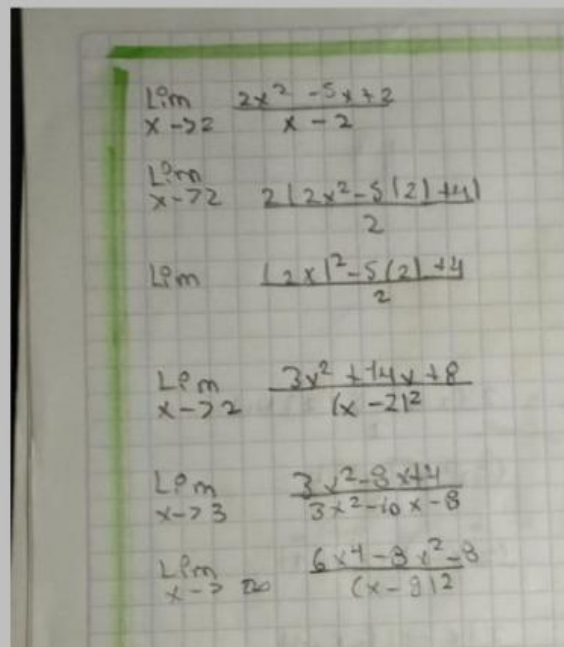 Lim 2x² - 5x + 2
x -> 2 x - 2
Lim
x -> 2 2(2x² - 5(2) + 4)
2
Lim (2x)² - 5(2) + 4
2
Lim 3x² + 14x + 8
x -> 2 (x - 2)²
Lim 3x² - 8x + 4
x -> 3 3x² - 10x - 8
Lim 6x4 - 8x² - 8
x -> ∞ (x - 8)2